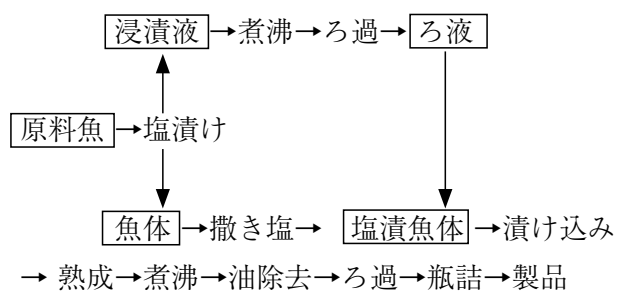 浸漬液→煮沸→ろ過→ろ液
原料魚→塩漬け
魚体→撒き塩→塩漬魚体→漬け込み
→熟成→煮沸→油除去→ろ過→瓶詰→製品